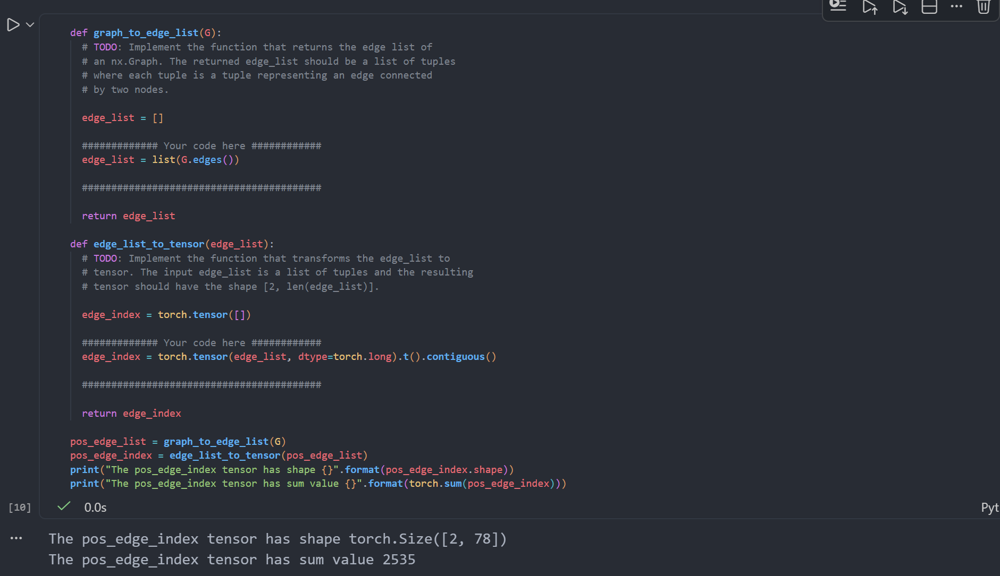 def graph_to_edge_list(G):
  # TODO: Implement the function that returns the edge list of
  # an nx.Graph. The returned edge_list should be a list of tuples
  # where each tuple is a tuple representing an edge connected
  # by two nodes.
  edge_list = []
  ############# Your code here ############
  edge_list = list(G.edges())
  #########################################
  return edge_list
def edge_list_to_tensor(edge_list):
  # TODO: Implement the function that transforms the edge_list to
  # tensor. The input edge_list is a list of tuples and the resulting
  # tensor should have the shape [2, len(edge_list)].
  edge_index = torch.tensor([])
  ############# Your code here ############
  edge_index = torch.tensor(edge_list, dtype=torch.long).t().contiguous()
  #########################################
  return edge_index
pos_edge_list = graph_to_edge_list(G)
pos_edge_index = edge_list_to_tensor(pos_edge_list)
print("The pos_edge_index tensor has shape {}".format(pos_edge_index.shape))
print("The pos_edge_index tensor has sum value {}".format(torch.sum(pos_edge_index)))
[10] 0.0s Pyt
The pos_edge_index tensor has shape torch.Size([2, 78])
The pos_edge_index tensor has sum value 2535